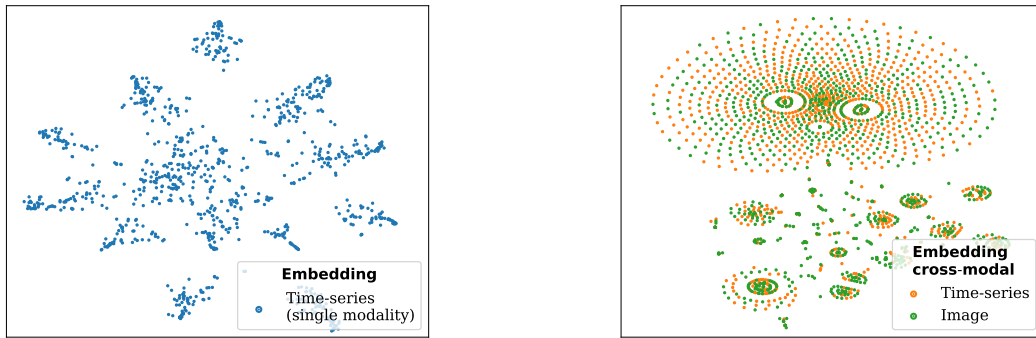 Embedding
Time-series
(single modality)
Embedding
cross-modal
Time-series
Image